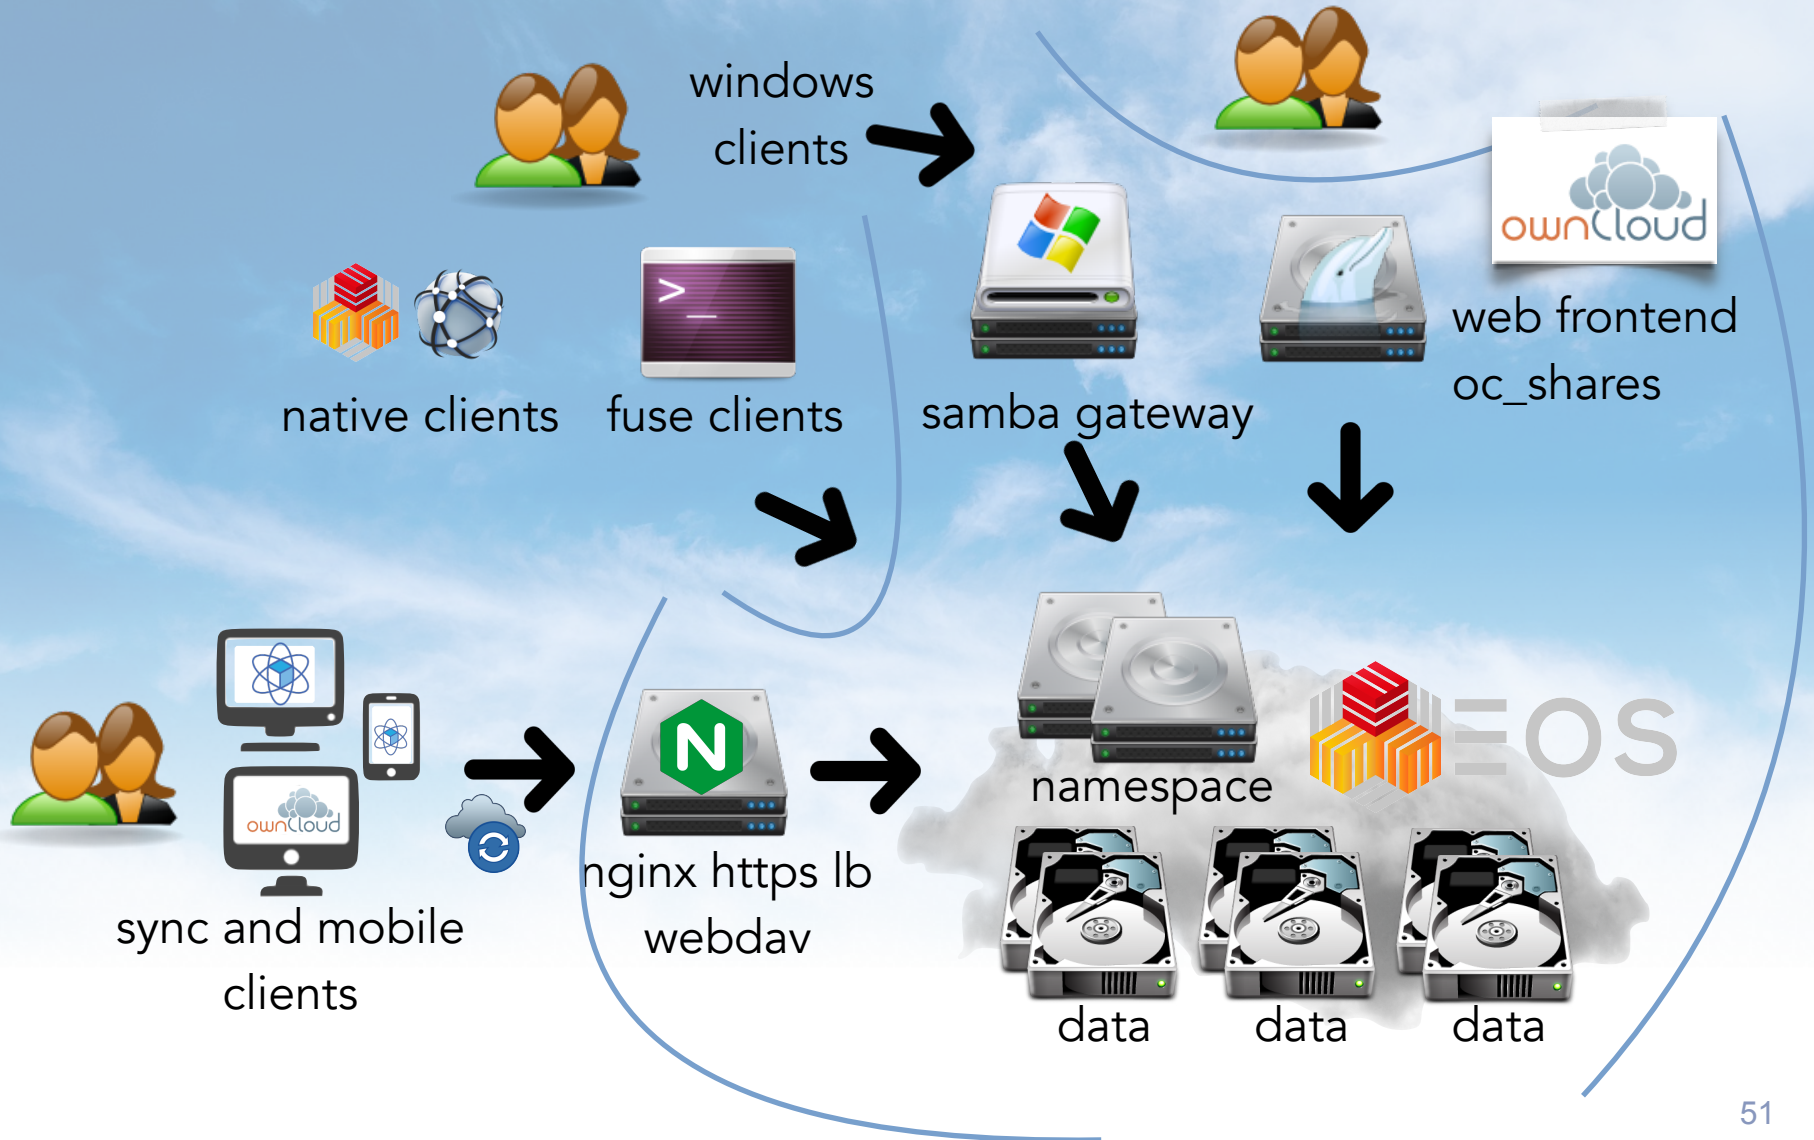 windows
clients
ownCloud
>_
web frontend
oc_shares
native clients
fuse clients
samba gateway
N
namespace
EOS
ownCloud
nginx https lb
webdav
sync and mobile
clients
data
data
data
51